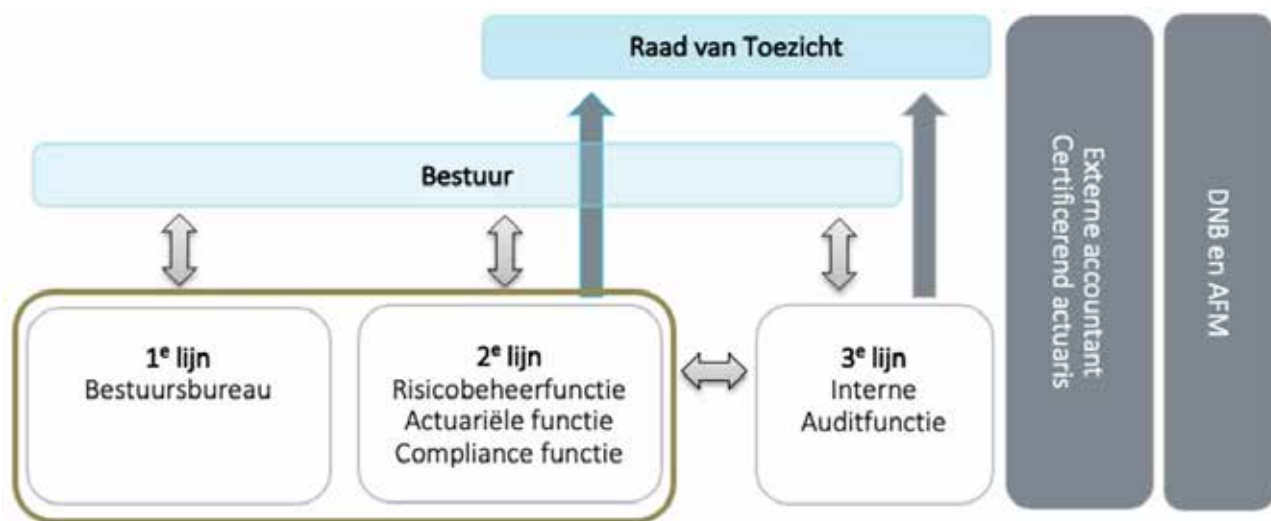 Raad van Toezicht
Bestuur
1e lijn
Bestuursbureau
2e lijn
Risicobeheerfunctie
Actuariële functie
Compliance functie
3e lijn
Interne
Auditfunctie
Externe accountant
Certificerend actuaris
DNB en AFM